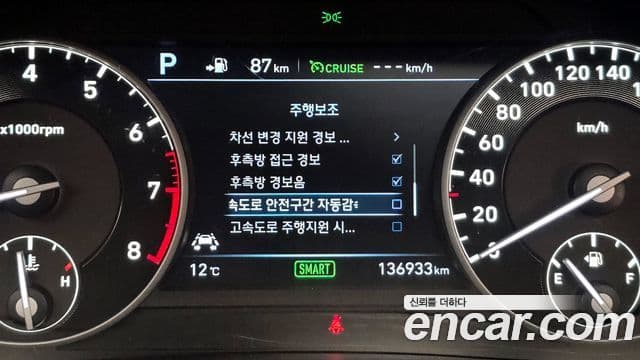 P 87 km CRUISE ---km/h
4 5 6 7 8
x1000rpm
주행보조
차선 변경 지원 경보 ...
후측방 접근 경보
후측방 경보음
속도로 안전구간 자동감
고속도로 주행지원 시...
12℃ SMART 136933 km
H
80 100 120 140
km/h
60
40
20
E F
신뢰를 더하다
encar.com